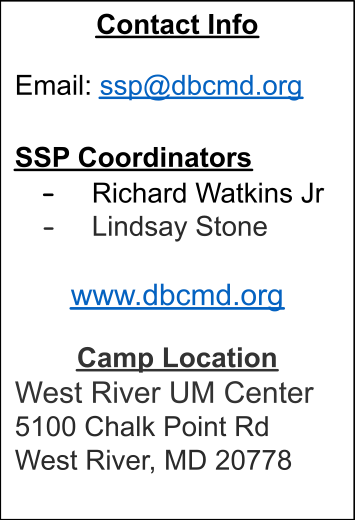 Contact Info
Email: ssp@dbcmd.org
SSP Coordinators
- Richard Watkins Jr
- Lindsay Stone
www.dbcmd.org
Camp Location
West River UM Center
5100 Chalk Point Rd
West River, MD 20778